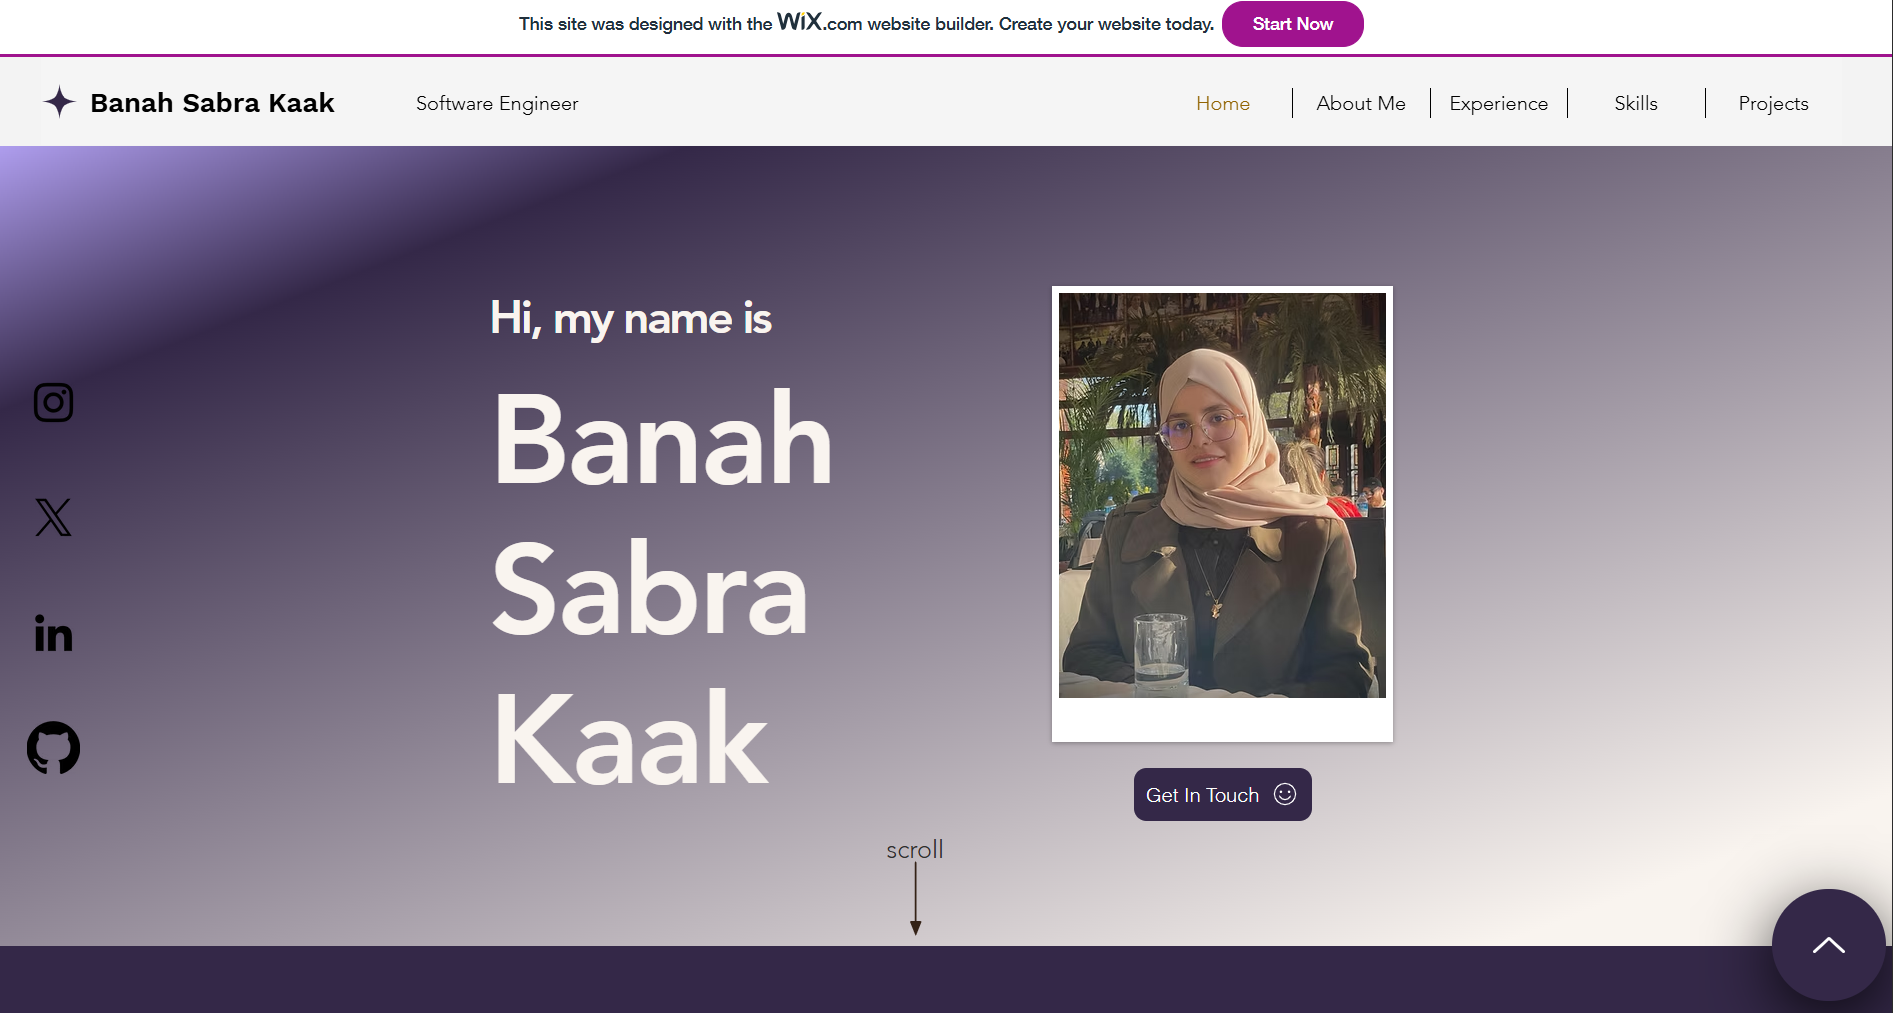 This site was designed with the WiX.com website builder. Create your website today. Start Now
Banah Sabra Kaak Software Engineer Home About Me Experience Skills Projects
Hi, my name is
Banah
Sabra
Kaak
Get In Touch
scroll